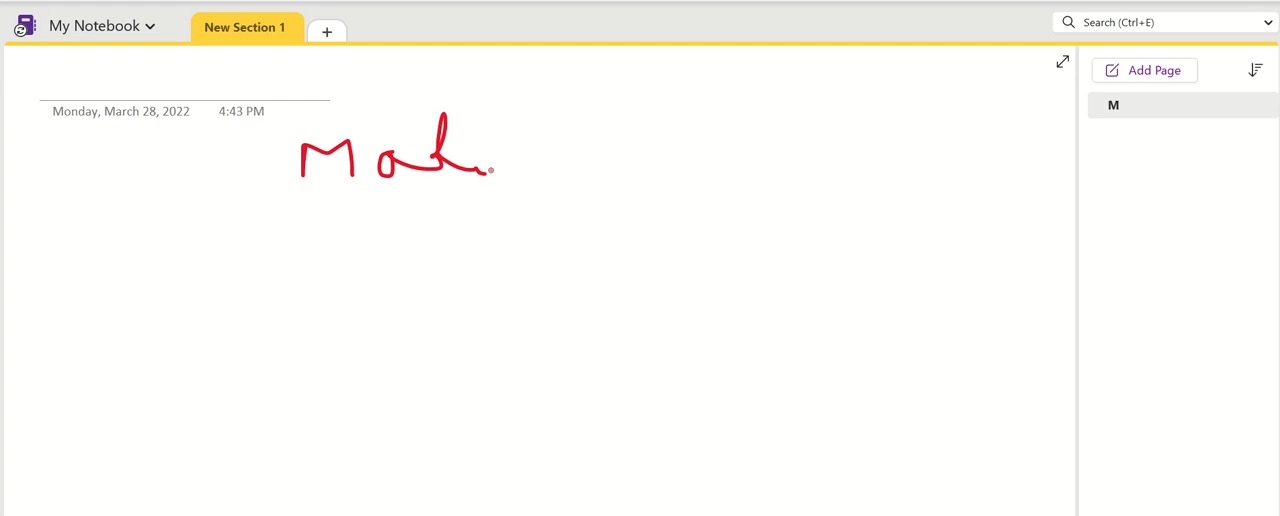 My Notebook
New Section 1
+
Search (Ctrl+E)
Add Page
M
Monday, March 28, 2022 4:43 PM